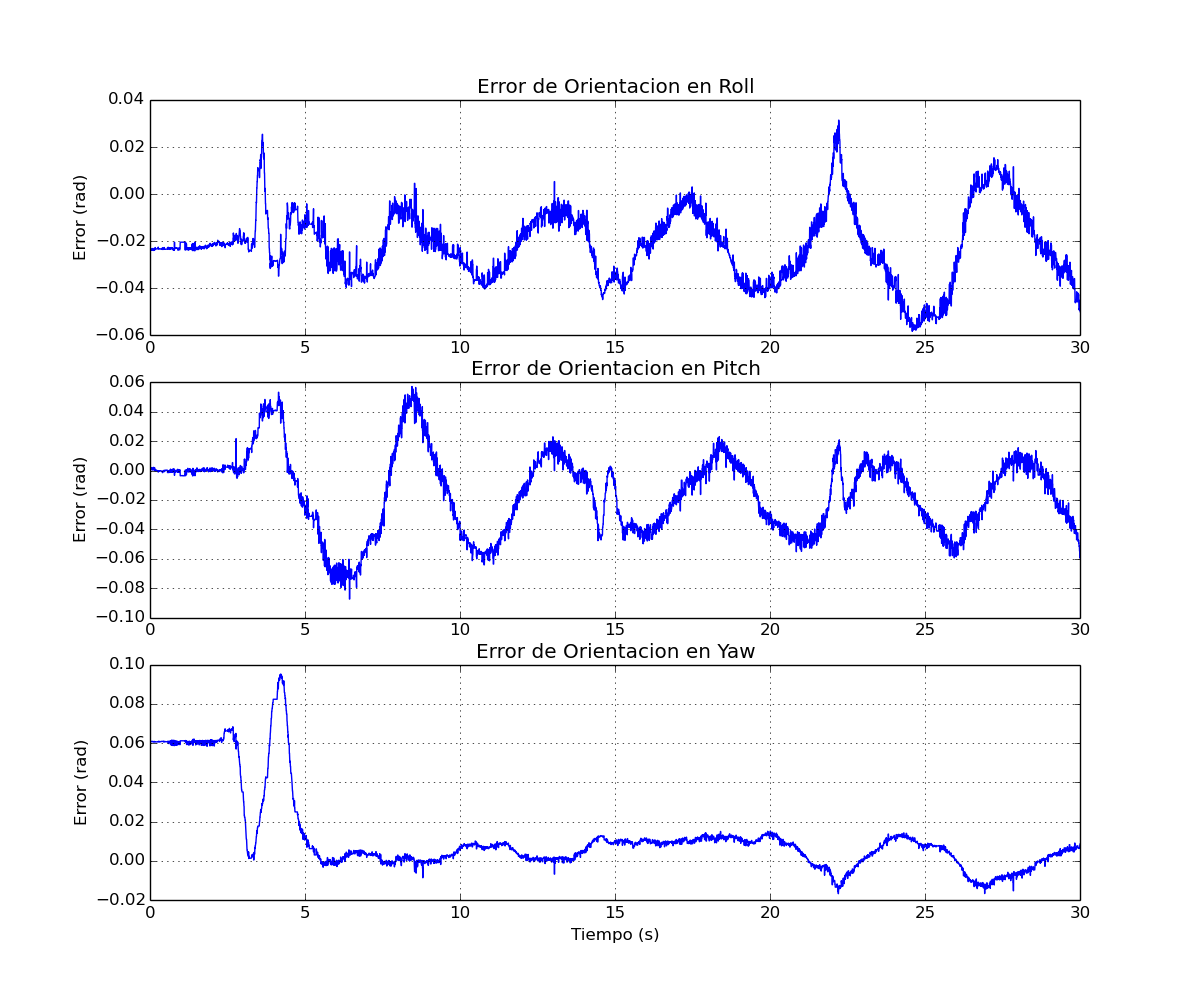 Error de Orientacion en Roll
0.04
0.02
0.00
−0.02
−0.04
−0.06
Error (rad)
0 5 10 15 20 25 30
Error de Orientacion en Pitch
0.06
0.04
0.02
0.00
−0.02
−0.04
−0.06
−0.08
−0.10
Error (rad)
0 5 10 15 20 25 30
Error de Orientacion en Yaw
0.10
0.08
0.06
0.04
0.02
0.00
−0.02
Error (rad)
0 5 10 15 20 25 30
Tiempo (s)